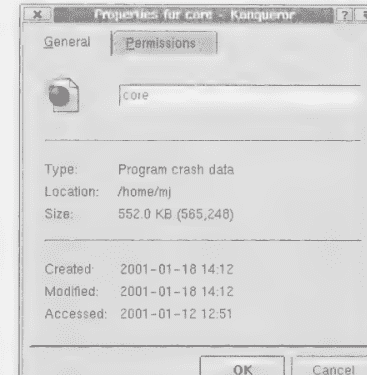 Properties for core - Konqueror
General Permissions
core
Type: Program crash data
Location: /home/mj
Size: 552.0 KB (565,248)
Created: 2001-01-18 14:12
Modified: 2001-01-18 14:12
Accessed: 2001-01-12 12:51
OK Cancel